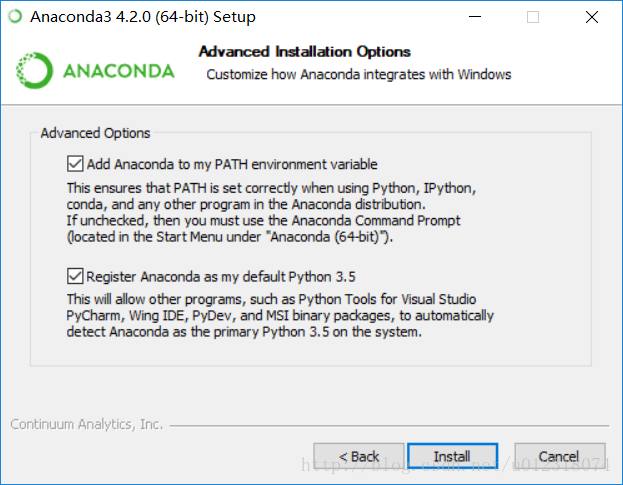 Anaconda3 4.2.0 (64-bit) Setup
Advanced Installation Options
Customize how Anaconda integrates with Windows
ANACONDA
Advanced Options
Add Anaconda to my PATH environment variable
This ensures that PATH is set correctly when using Python, IPython,
conda, and any other program in the Anaconda distribution.
If unchecked, then you must use the Anaconda Command Prompt
(located in the Start Menu under "Anaconda (64-bit)").
Register Anaconda as my default Python 3.5
This will allow other programs, such as Python Tools for Visual Studio
PyCharm, Wing IDE, PyDev, and MSI binary packages, to automatically
detect Anaconda as the primary Python 3.5 on the system.
Continuum Analytics, Inc.
< Back
Install
Cancel
http://blog.csdn.net/u012318074